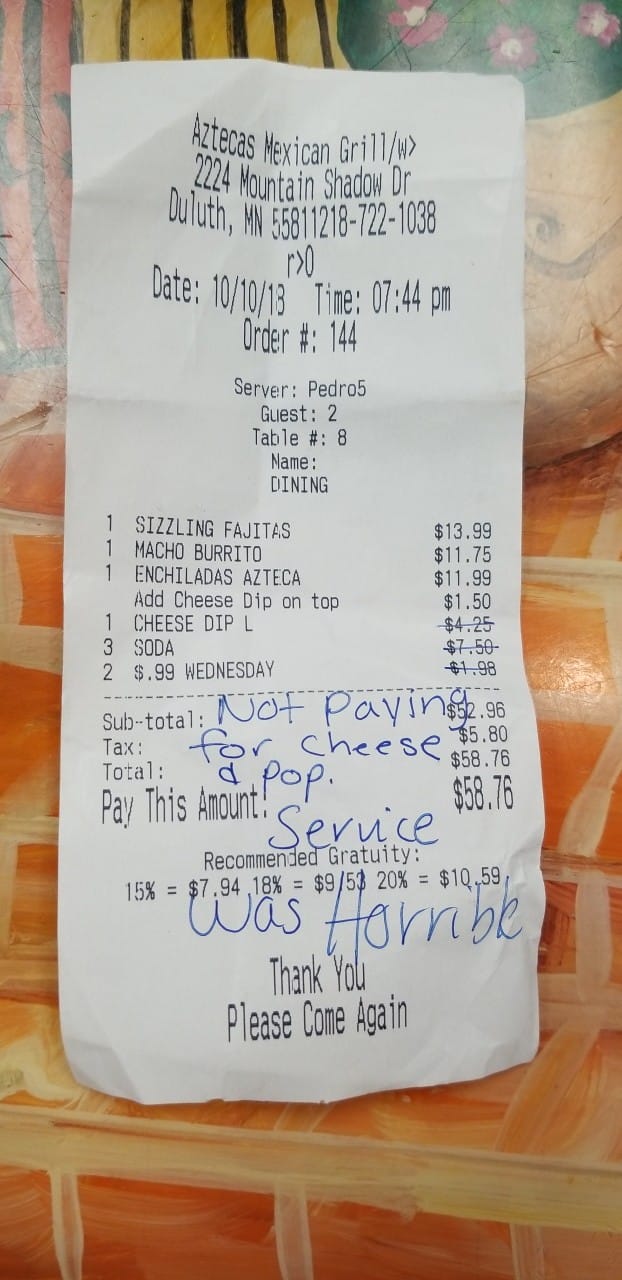 Aztecas Mexican Grill/w>
2224 Mountain Shadow Dr
Duluth, MN 55811218-722-1038
r>0
Date: 10/10/18 Time: 07:44 pm
Order #: 144
Server: Pedro5
Guest: 2
Table #: 8
Name:
DINING
1 SIZZLING FAJITAS $13.99
1 MACHO BURRITO $11.75
1 ENCHILADAS AZTECA $11.99
Add Cheese Dip on top $1.50
1 CHEESE DIP L $4.25
3 SODA $7.50
2 $.99 WEDNESDAY $1.98
Sub-total: $52.96
Not Paying
Tax: $5.80
for cheese
Total: $58.76
& pop.
Pay This Amount: $58.76
Service
Recommended Gratuity:
15% = $7.94 18% = $9.53 20% = $10.59
Was Horrible
Thank You
Please Come Again